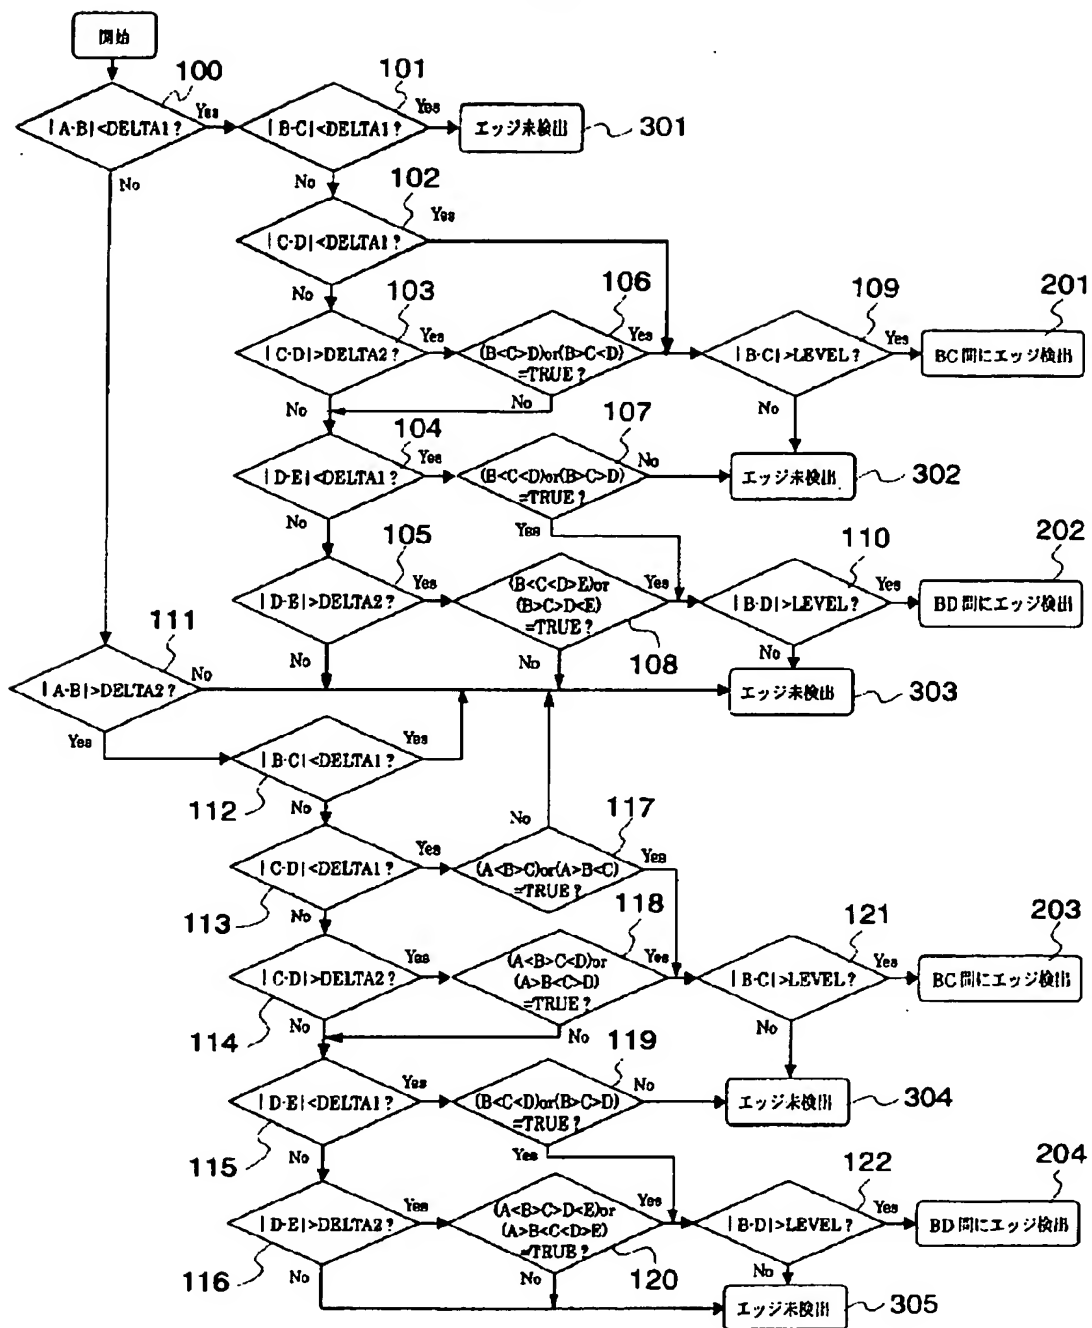 開始
100
101
Yes
Yes
|A-B|<DELTA1?
|B-C|<DELTA1?
エッジ未検出
301
No
No
102
Yes
|C-D|<DELTA1?
No
103
106
109
201
Yes
Yes
Yes
|C-D|>DELTA2?
(B<C>D)or(B>C<D)
=TRUE?
|B-C|>LEVEL?
BC間にエッジ検出
No
No
No
104
107
Yes
No
|D-E|<DELTA1?
(B<C<D)or(B>C>D)
=TRUE?
エッジ未検出
302
No
Yes
105
110
202
Yes
(B<C<D>E)or
(B>C>D<E)
=TRUE?
Yes
Yes
|D-E|>DELTA2?
|B-D|>LEVEL?
BD間にエッジ検出
111
No
No
108
No
No
|A-B|>DELTA2?
エッジ未検出
303
Yes
Yes
|B-C|<DELTA1?
112
No
No
117
Yes
Yes
|C-D|<DELTA1?
(A<B>C)or(A>B<C)
=TRUE?
113
No
118
121
203
Yes
(A<B>C<D)or
(A>B<C>D)
=TRUE?
Yes
Yes
|C-D|>DELTA2?
|B-C|>LEVEL?
BC間にエッジ検出
114
No
No
No
119
Yes
No
|D-E|<DELTA1?
(B<C<D)or(B>C>D)
=TRUE?
エッジ未検出
304
115
No
Yes
122
204
Yes
(A<B>C>D<E)or
(A>B<C<D>E)
=TRUE?
Yes
Yes
|D-E|>DELTA2?
|B-D|>LEVEL?
BD間にエッジ検出
116
No
No
120
No
エッジ未検出
305